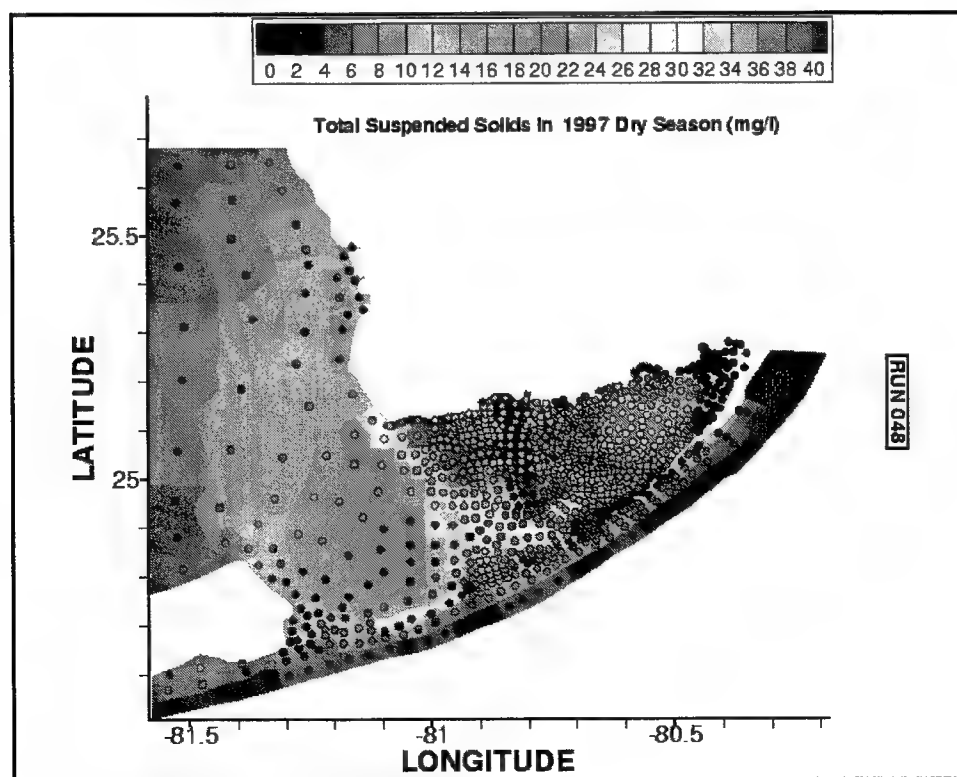 0 2 4 6 8 10 12 14 16 18 20 22 24 26 28 30 32 34 36 38 40
Total Suspended Solids in 1997 Dry Season (mg/l)
25.5
LATITUDE
RUN 048
25
-81.5 -81 -80.5
LONGITUDE